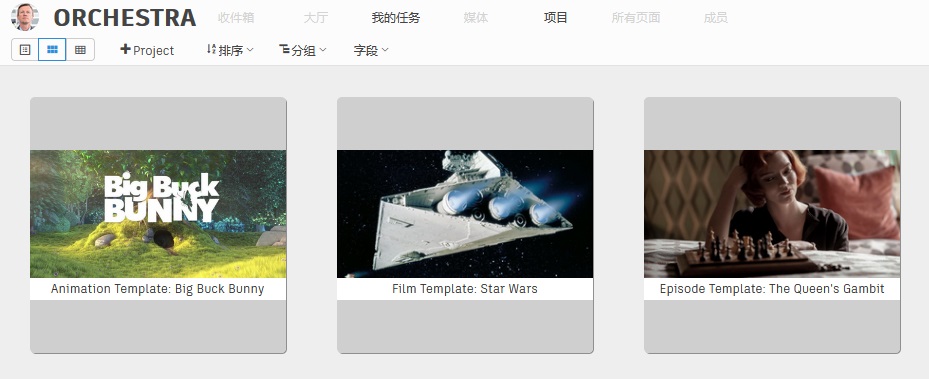 ORCHESTRA 收件箱 大厅 我的任务 媒体 项目 所有页面 成员
Project 排序 分组 字段
Big Buck
BUNNY
Animation Template: Big Buck Bunny
Film Template: Star Wars
Episode Template: The Queen's Gambit